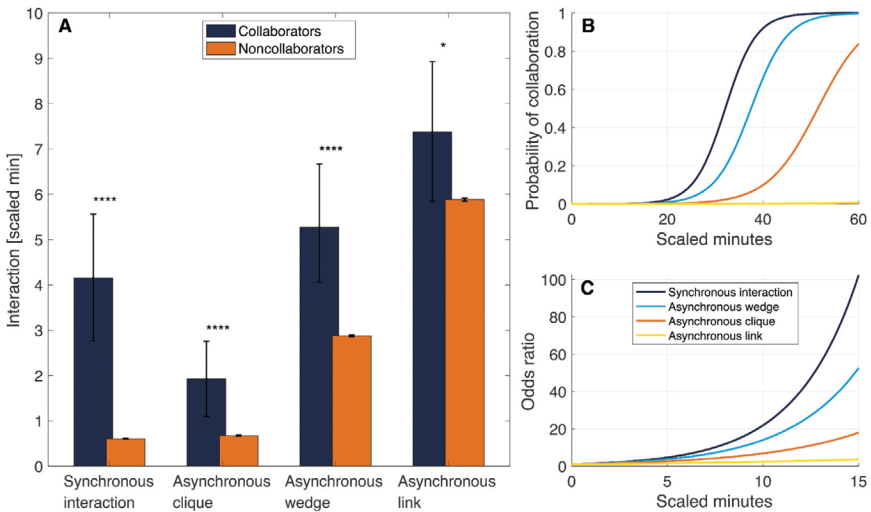 A
Collaborators
Noncollaborators
10
9
8
7
6
5
4
3
2
1
0
Interaction [scaled min]
****
****
****
*
Synchronous
interaction
Asynchronous
clique
Asynchronous
wedge
Asynchronous
link
B
Probability of collaboration
1
0.8
0.6
0.4
0.2
0
0
20
40
60
Scaled minutes
C
Synchronous interaction
Asynchronous wedge
Asynchronous clique
Asynchronous link
Odds ratio
100
80
60
40
20
0
0
5
10
15
Scaled minutes